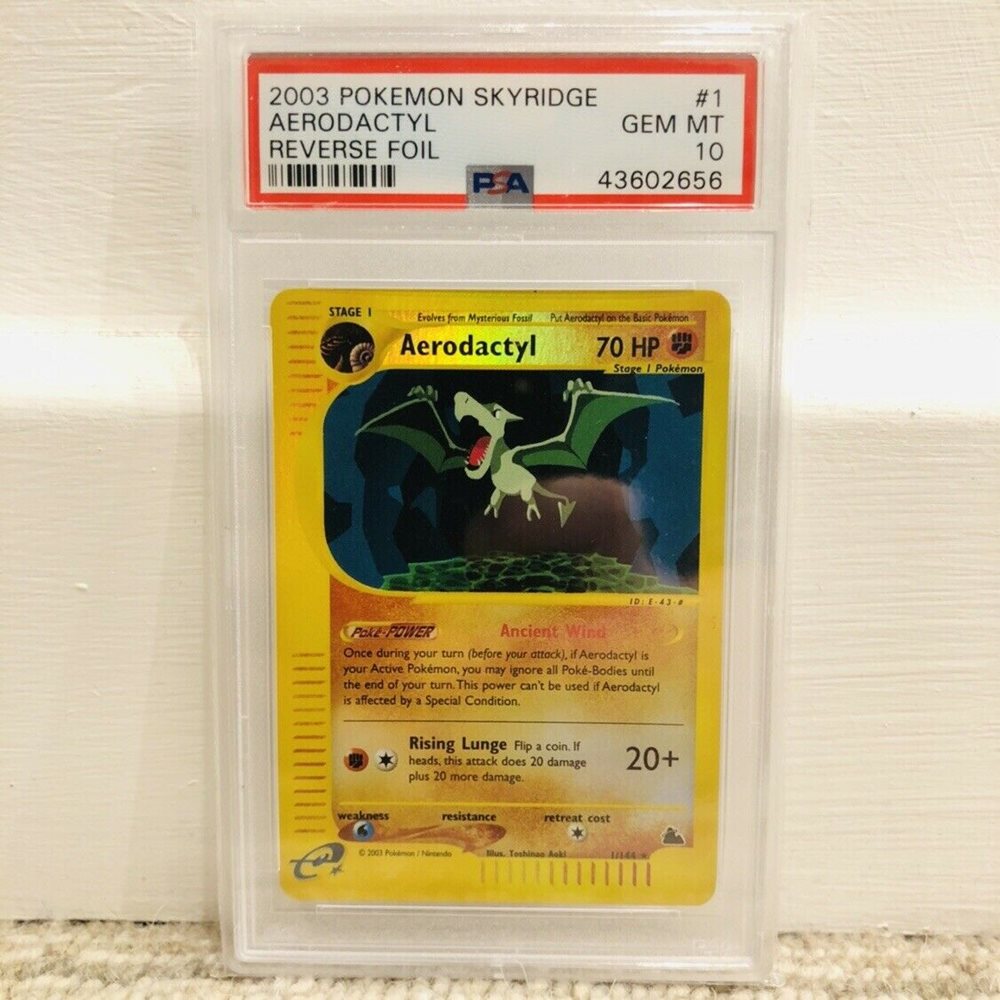 2003 POKEMON SKYRIDGE #1
AERODACTYL GEM MT
REVERSE FOIL 10
PSA 43602656
STAGE 1
Evolves from Mysterious Fossil Put Aerodactyl on the Basic Pokémon
Aerodactyl 70 HP
Stage 1 Pokémon
ID: E-43-#
Poké-POWER Ancient Wind
Once during your turn (before your attack), if Aerodactyl is
your Active Pokémon, you may ignore all Poké-Bodies until
the end of your turn. This power can't be used if Aerodactyl
is affected by a Special Condition.
Rising Lunge Flip a coin. If
heads, this attack does 20 damage
plus 20 more damage.
20+
weakness resistance retreat cost
© 2003 Pokémon / Nintendo Illus. Toshinao Aoki 1/144 ★
e